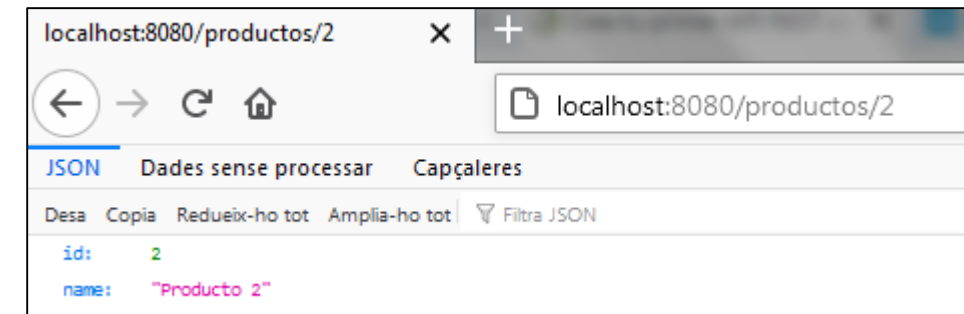 localhost:8080/productos/2
localhost:8080/productos/2
JSON Dades sense processar Capçaleres
Desa Copia Redueix-ho tot Amplia-ho tot Filtra JSON
id: 2
name: "Producto 2"